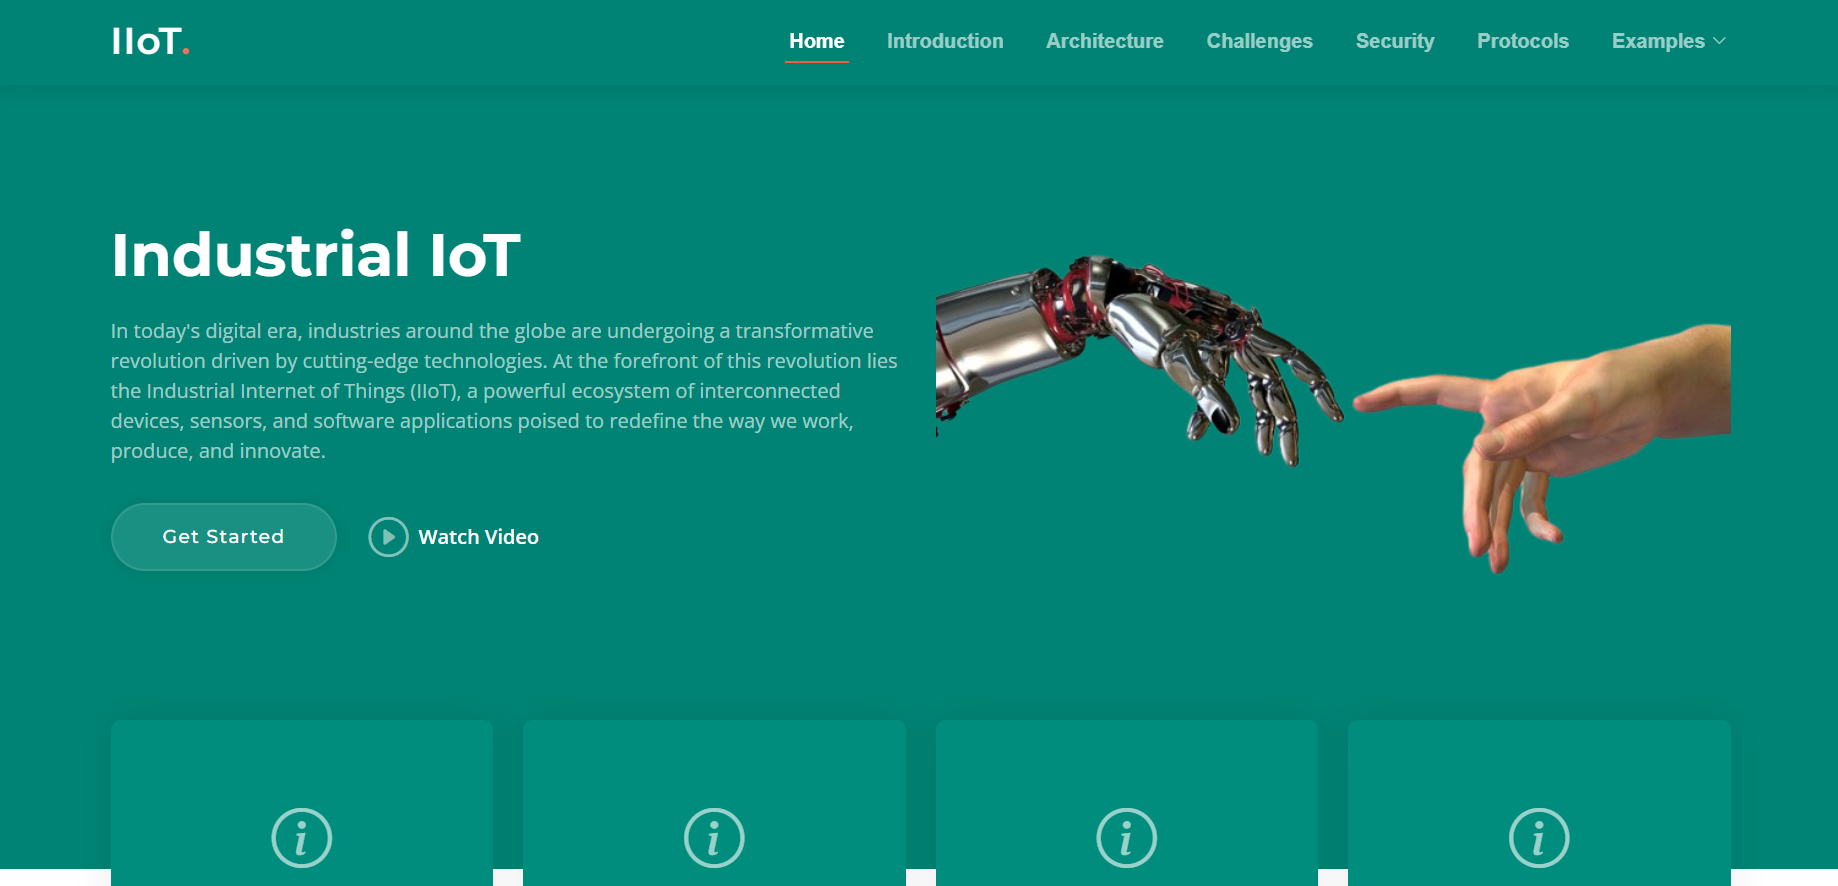 IIoT.
Home Introduction Architecture Challenges Security Protocols Examples
Industrial IoT
In today's digital era, industries around the globe are undergoing a transformative
revolution driven by cutting-edge technologies. At the forefront of this revolution lies
the Industrial Internet of Things (IIoT), a powerful ecosystem of interconnected
devices, sensors, and software applications poised to redefine the way we work,
produce, and innovate.
Get Started
Watch Video
i i i i